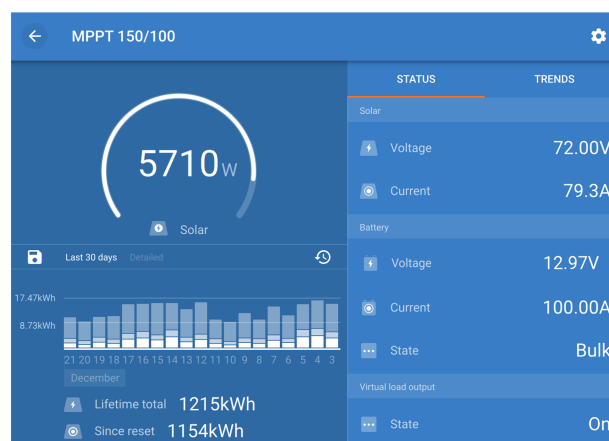 MPPT 150/100
5710W
Solar
Last 30 days Detailed
17.47kWh
8.73kWh
21 20 19 18 17 16 15 14 13 12 11 10 9 8 7 6 5 4 3
December
Lifetime total 1215kWh
Since reset 1154kWh
STATUS TRENDS
Solar
Voltage 72.00V
Current 79.3A
Battery
Voltage 12.97V
Current 100.00A
State Bulk
Virtual load output
State On